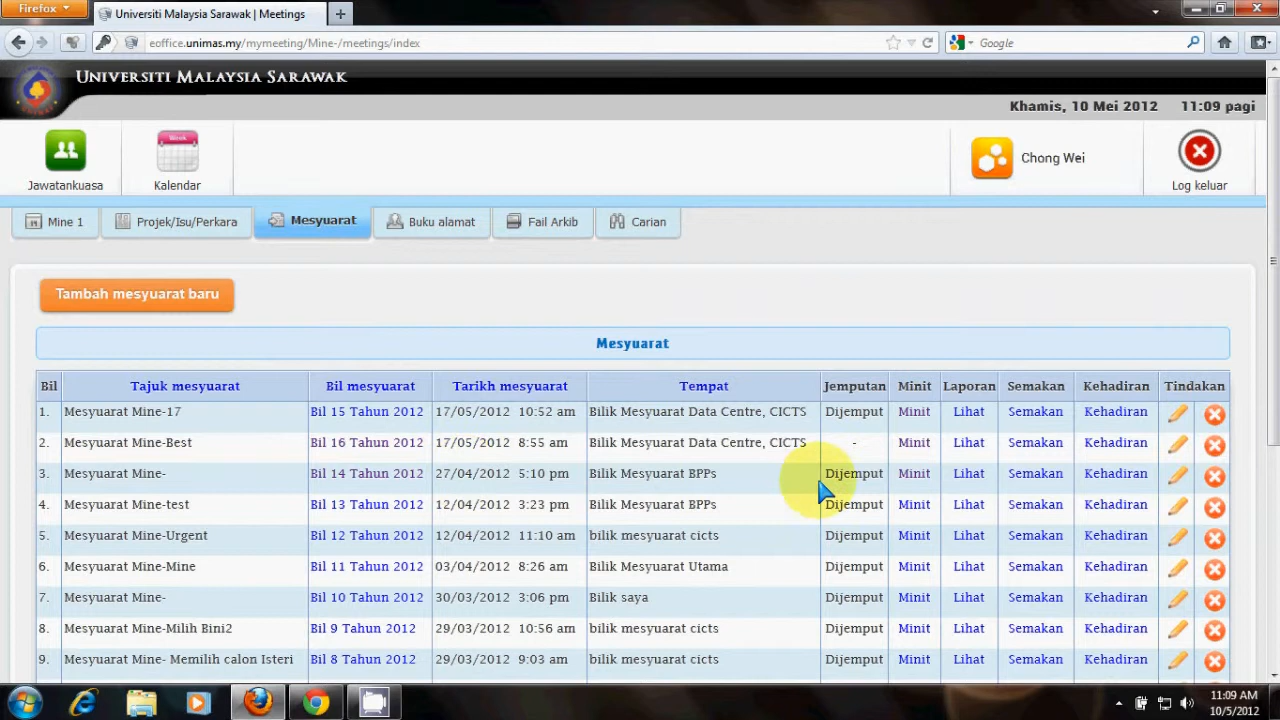 Firefox
Universiti Malaysia Sarawak | Meetings
eoffice.unimas.my/mymeeting/Mine-/meetings/index
Google
UNIVERSITI MALAYSIA SARAWAK
Khamis, 10 Mei 2012 11:09 pagi
Jawatankuasa
Kalendar
Chong Wei
Log keluar
Mine 1
Projek/Isu/Perkara
Mesyuarat
Buku alamat
Fail Arkib
Carian
Tambah mesyuarat baru
Mesyuarat
Bil Tajuk mesyuarat Bil mesyuarat Tarikh mesyuarat Tempat Jemputan Minit Laporan Semakan Kehadiran Tindakan
1. Mesyuarat Mine-17 Bil 15 Tahun 2012 17/05/2012 10:52 am Bilik Mesyuarat Data Centre, CICTS Dijemput Minit Lihat Semakan Kehadiran
2. Mesyuarat Mine-Best Bil 16 Tahun 2012 17/05/2012 8:55 am Bilik Mesyuarat Data Centre, CICTS - Minit Lihat Semakan Kehadiran
3. Mesyuarat Mine- Bil 14 Tahun 2012 27/04/2012 5:10 pm Bilik Mesyuarat BPPs Dijemput Minit Lihat Semakan Kehadiran
4. Mesyuarat Mine-test Bil 13 Tahun 2012 12/04/2012 3:23 pm Bilik Mesyuarat BPPs Dijemput Minit Lihat Semakan Kehadiran
5. Mesyuarat Mine-Urgent Bil 12 Tahun 2012 12/04/2012 11:10 am bilik mesyuarat cicts Dijemput Minit Lihat Semakan Kehadiran
6. Mesyuarat Mine-Mine Bil 11 Tahun 2012 03/04/2012 8:26 am Bilik Mesyuarat Utama Dijemput Minit Lihat Semakan Kehadiran
7. Mesyuarat Mine- Bil 10 Tahun 2012 30/03/2012 3:06 pm Bilik saya Dijemput Minit Lihat Semakan Kehadiran
8. Mesyuarat Mine-Milih Bini2 Bil 9 Tahun 2012 29/03/2012 10:56 am bilik mesyuarat cicts Dijemput Minit Lihat Semakan Kehadiran
9. Mesyuarat Mine- Memilih calon Isteri Bil 8 Tahun 2012 29/03/2012 9:03 am bilik mesyuarat cicts Dijemput Minit Lihat Semakan Kehadiran
11:09 AM
10/5/2012